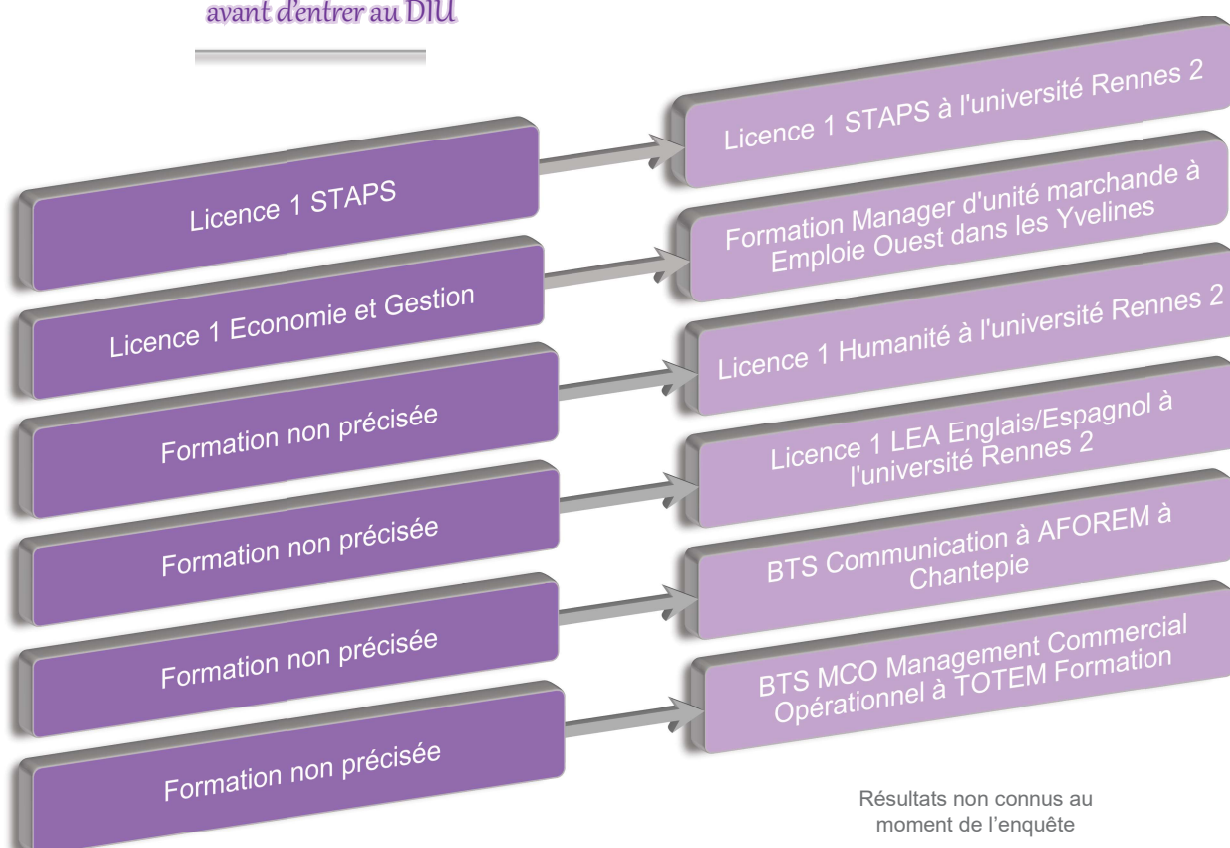 avant d'entrer au DIU
Licence 1 STAPS
Licence 1 STAPS à l'université Rennes 2
Licence 1 Economie et Gestion
Formation Manager d'unité marchande à
Emploie Ouest dans les Yvelines
Formation non précisée
Licence 1 Humanité à l'université Rennes 2
Formation non précisée
Licence 1 LEA Englais/Espagnol à
l'université Rennes 2
Formation non précisée
BTS Communication à AFOREM à
Chantepie
Formation non précisée
BTS MCO Management Commercial
Opérationnel à TOTEM Formation
Résultats non connus au
moment de l'enquête